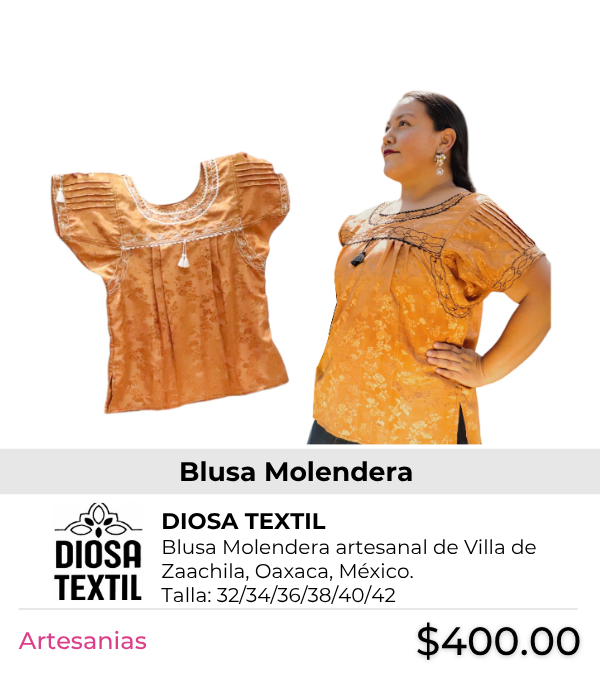 Blusa Molendera
DIOSA
TEXTIL
DIOSA TEXTIL
Blusa Molendera artesanal de Villa de
Zaachila, Oaxaca, México.
Talla: 32/34/36/38/40/42
Artesanias
$400.00